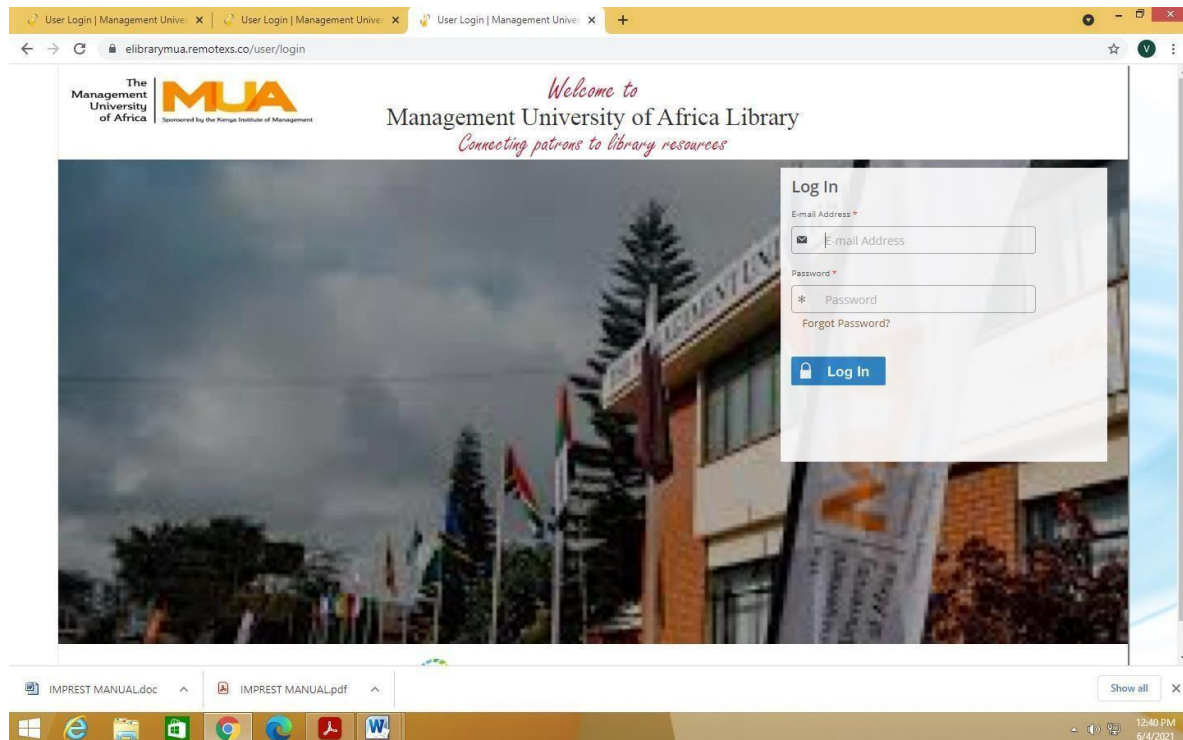 User Login | Management Univer
User Login | Management Univer
User Login | Management Univer
elibrarymua.remotexs.co/user/login
V
The
Management
University
of Africa
MUA
Sponsored by the Kenya Institute of Management
Welcome to
Management University of Africa Library
Connecting patrons to library resources
Log In
E-mail Address *
E-mail Address
Password *
* Password
Forgot Password?
Log In
IMPREST MANUAL.doc
IMPREST MANUAL.pdf
Show all
12:40 PM
6/4/2021